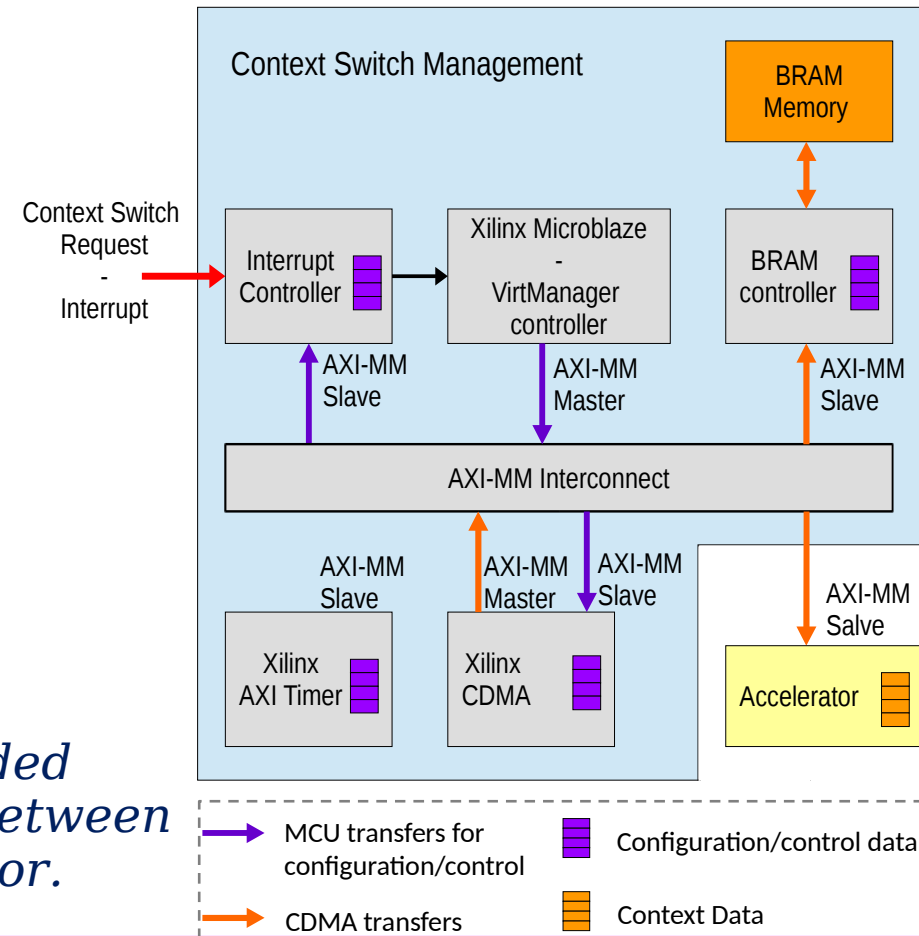 Context Switch Management
BRAM
Memory
Context Switch
Request
-
Interrupt
Interrupt
Controller
Xilinx Microblaze
-
VirtManager
controller
BRAM
controller
AXI-MM
Slave
AXI-MM
Master
AXI-MM
Slave
AXI-MM Interconnect
AXI-MM
Slave
AXI-MM
Master
AXI-MM
Slave
AXI-MM
Salve
Xilinx
AXI Timer
Xilinx
CDMA
Accelerator
ded
etween
or.
MCU transfers for
configuration/control
Configuration/control data
CDMA transfers
Context Data